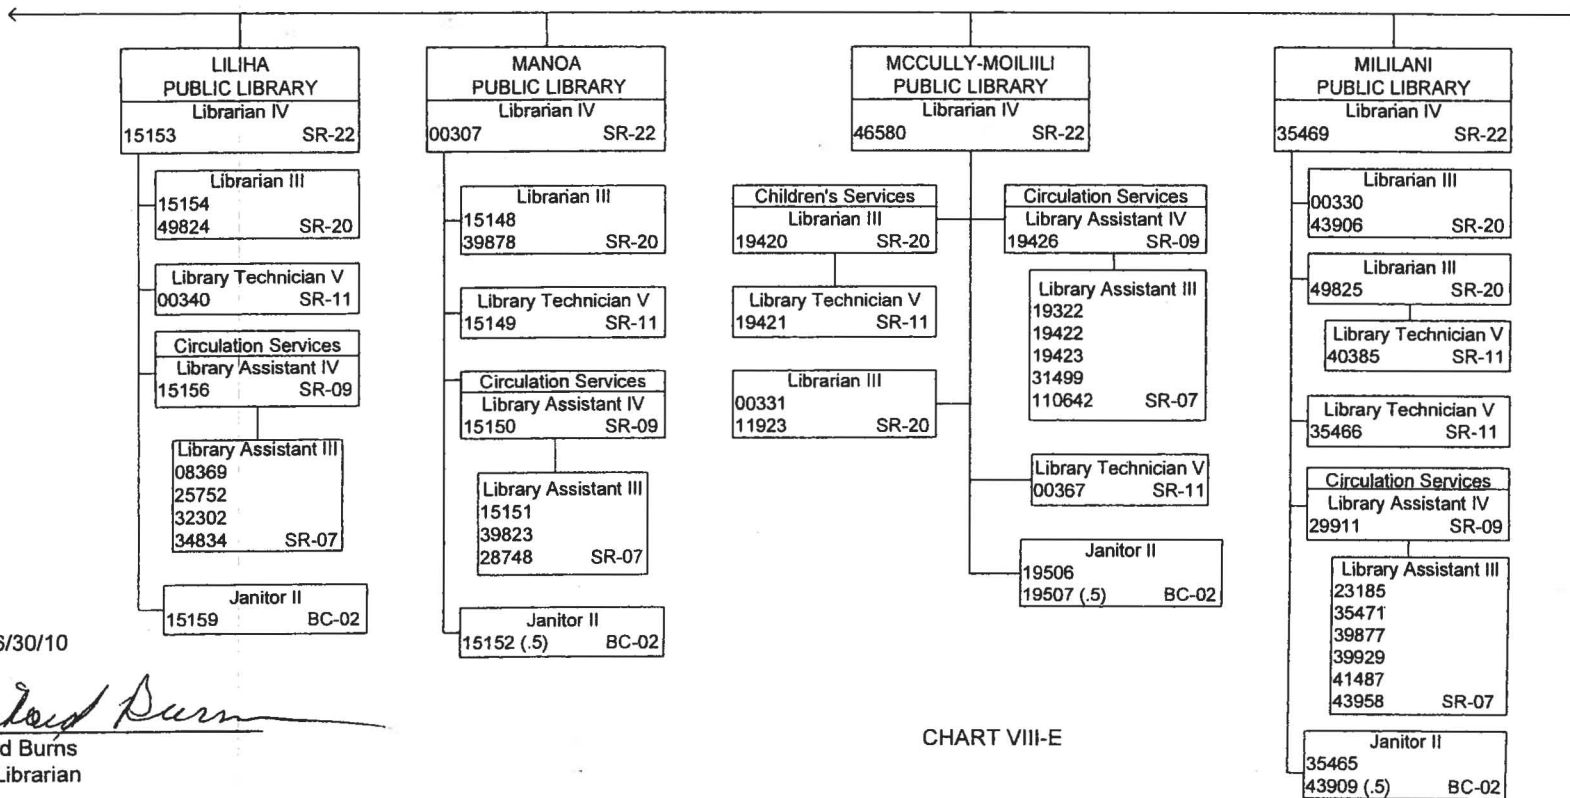 LILIHA
PUBLIC LIBRARY
Librarian IV
15153 SR-22
Librarian III
15154
49824 SR-20
Library Technician V
00340 SR-11
Circulation Services
Library Assistant IV
15156 SR-09
Library Assistant III
08369
25752
32302
34834 SR-07
Janitor II
15159 BC-02
MANOA
PUBLIC LIBRARY
Librarian IV
00307 SR-22
Librarian III
15148
39878 SR-20
Library Technician V
15149 SR-11
Circulation Services
Library Assistant IV
15150 SR-09
Library Assistant III
15151
39823
28748 SR-07
Janitor II
15152 (.5) BC-02
MCCULLY-MOILIILI
PUBLIC LIBRARY
Librarian IV
46580 SR-22
Children's Services
Librarian III
19420 SR-20
Library Technician V
19421 SR-11
Librarian III
00331
11923 SR-20
Circulation Services
Library Assistant IV
19426 SR-09
Library Assistant III
19322
19422
19423
31499
110642 SR-07
Library Technician V
00367 SR-11
Janitor II
19506
19507 (.5) BC-02
MILILANI
PUBLIC LIBRARY
Librarian IV
35469 SR-22
Librarian III
00330
43906 SR-20
Librarian III
49825 SR-20
Library Technician V
40385 SR-11
Library Technician V
35466 SR-11
Circulation Services
Library Assistant IV
29911 SR-09
Library Assistant III
23185
35471
39877
39929
41487
43958 SR-07
Janitor II
35465
43909 (.5) BC-02
/30/10
Burns
d Burns
Librarian
CHART VIII-E